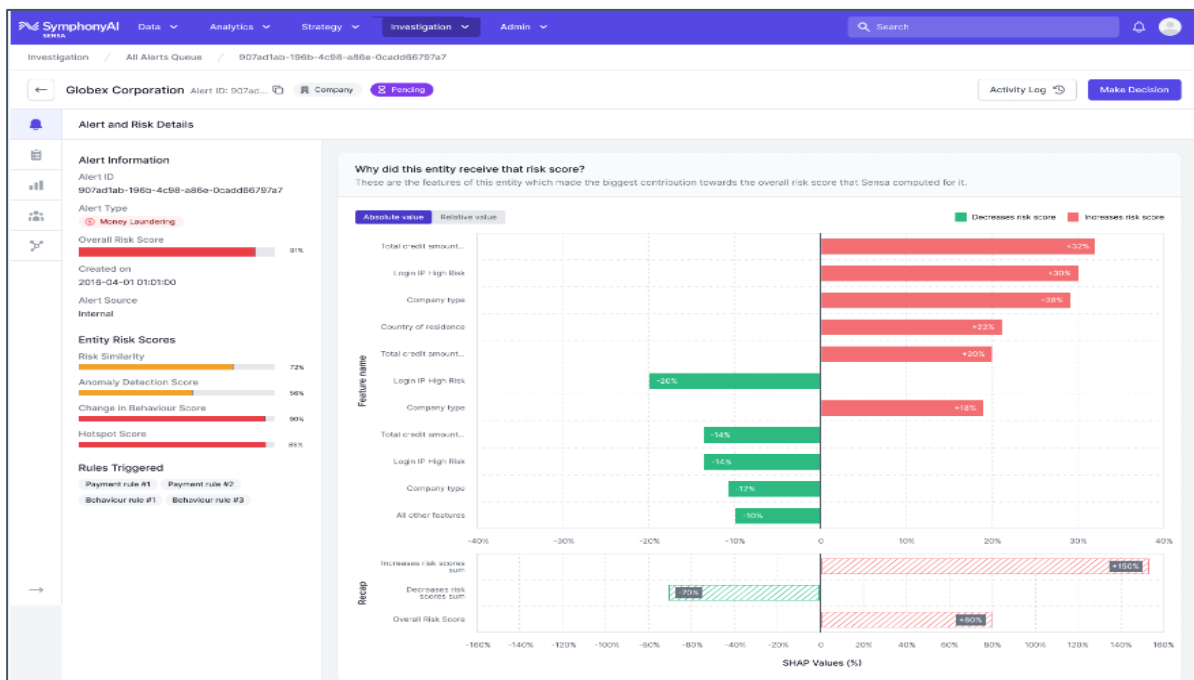 SymphonyAI
SENSA
Data Analytics Strategy Investigation Admin Search
Investigation / All Alerts Queue / 907ad1ab-196b-4c98-a86e-0cadd66797a7
Globex Corporation Alert ID: 907ad... Company Pending Activity Log Make Decision
Alert and Risk Details
Alert Information
Alert ID
907ad1ab-196b-4c98-a86e-0cadd66797a7
Alert Type
Money Laundering
Overall Risk Score
91%
Created on
2016-04-01 01:01:00
Alert Source
Internal
Entity Risk Scores
Risk Similarity
72%
Anomaly Detection Score
56%
Change in Behaviour Score
90%
Hotspot Score
Rules Triggered
Payment rule #1 Payment rule #2
Behaviour rule #1 Behaviour rule #3
Why did this entity receive that risk score?
These are the features of this entity which made the biggest contribution towards the overall risk score that Sensa computed for it.
Absolute value Relative value Decreases risk score Increases risk score
Feature name
Total credit amount... +32%
Login IP High Risk +30%
Company type +28%
Country of residence +22%
Total credit amount... +20%
Login IP High Risk -20%
Company type +18%
Total credit amount... -14%
Login IP High Risk -14%
Company type -12%
All other features -10%
-40% -30% -20% -10% 0 10% 20% 30% 40%
Recap
Increases risk scores
sum +150%
Decreases risk
scores sum -70%
Overall Risk Score +80%
-160% -140% -120% -100% -80% -60% -40% -20% 0 20% 40% 60% 80% 100% 120% 140% 160%
SHAP Values (%)